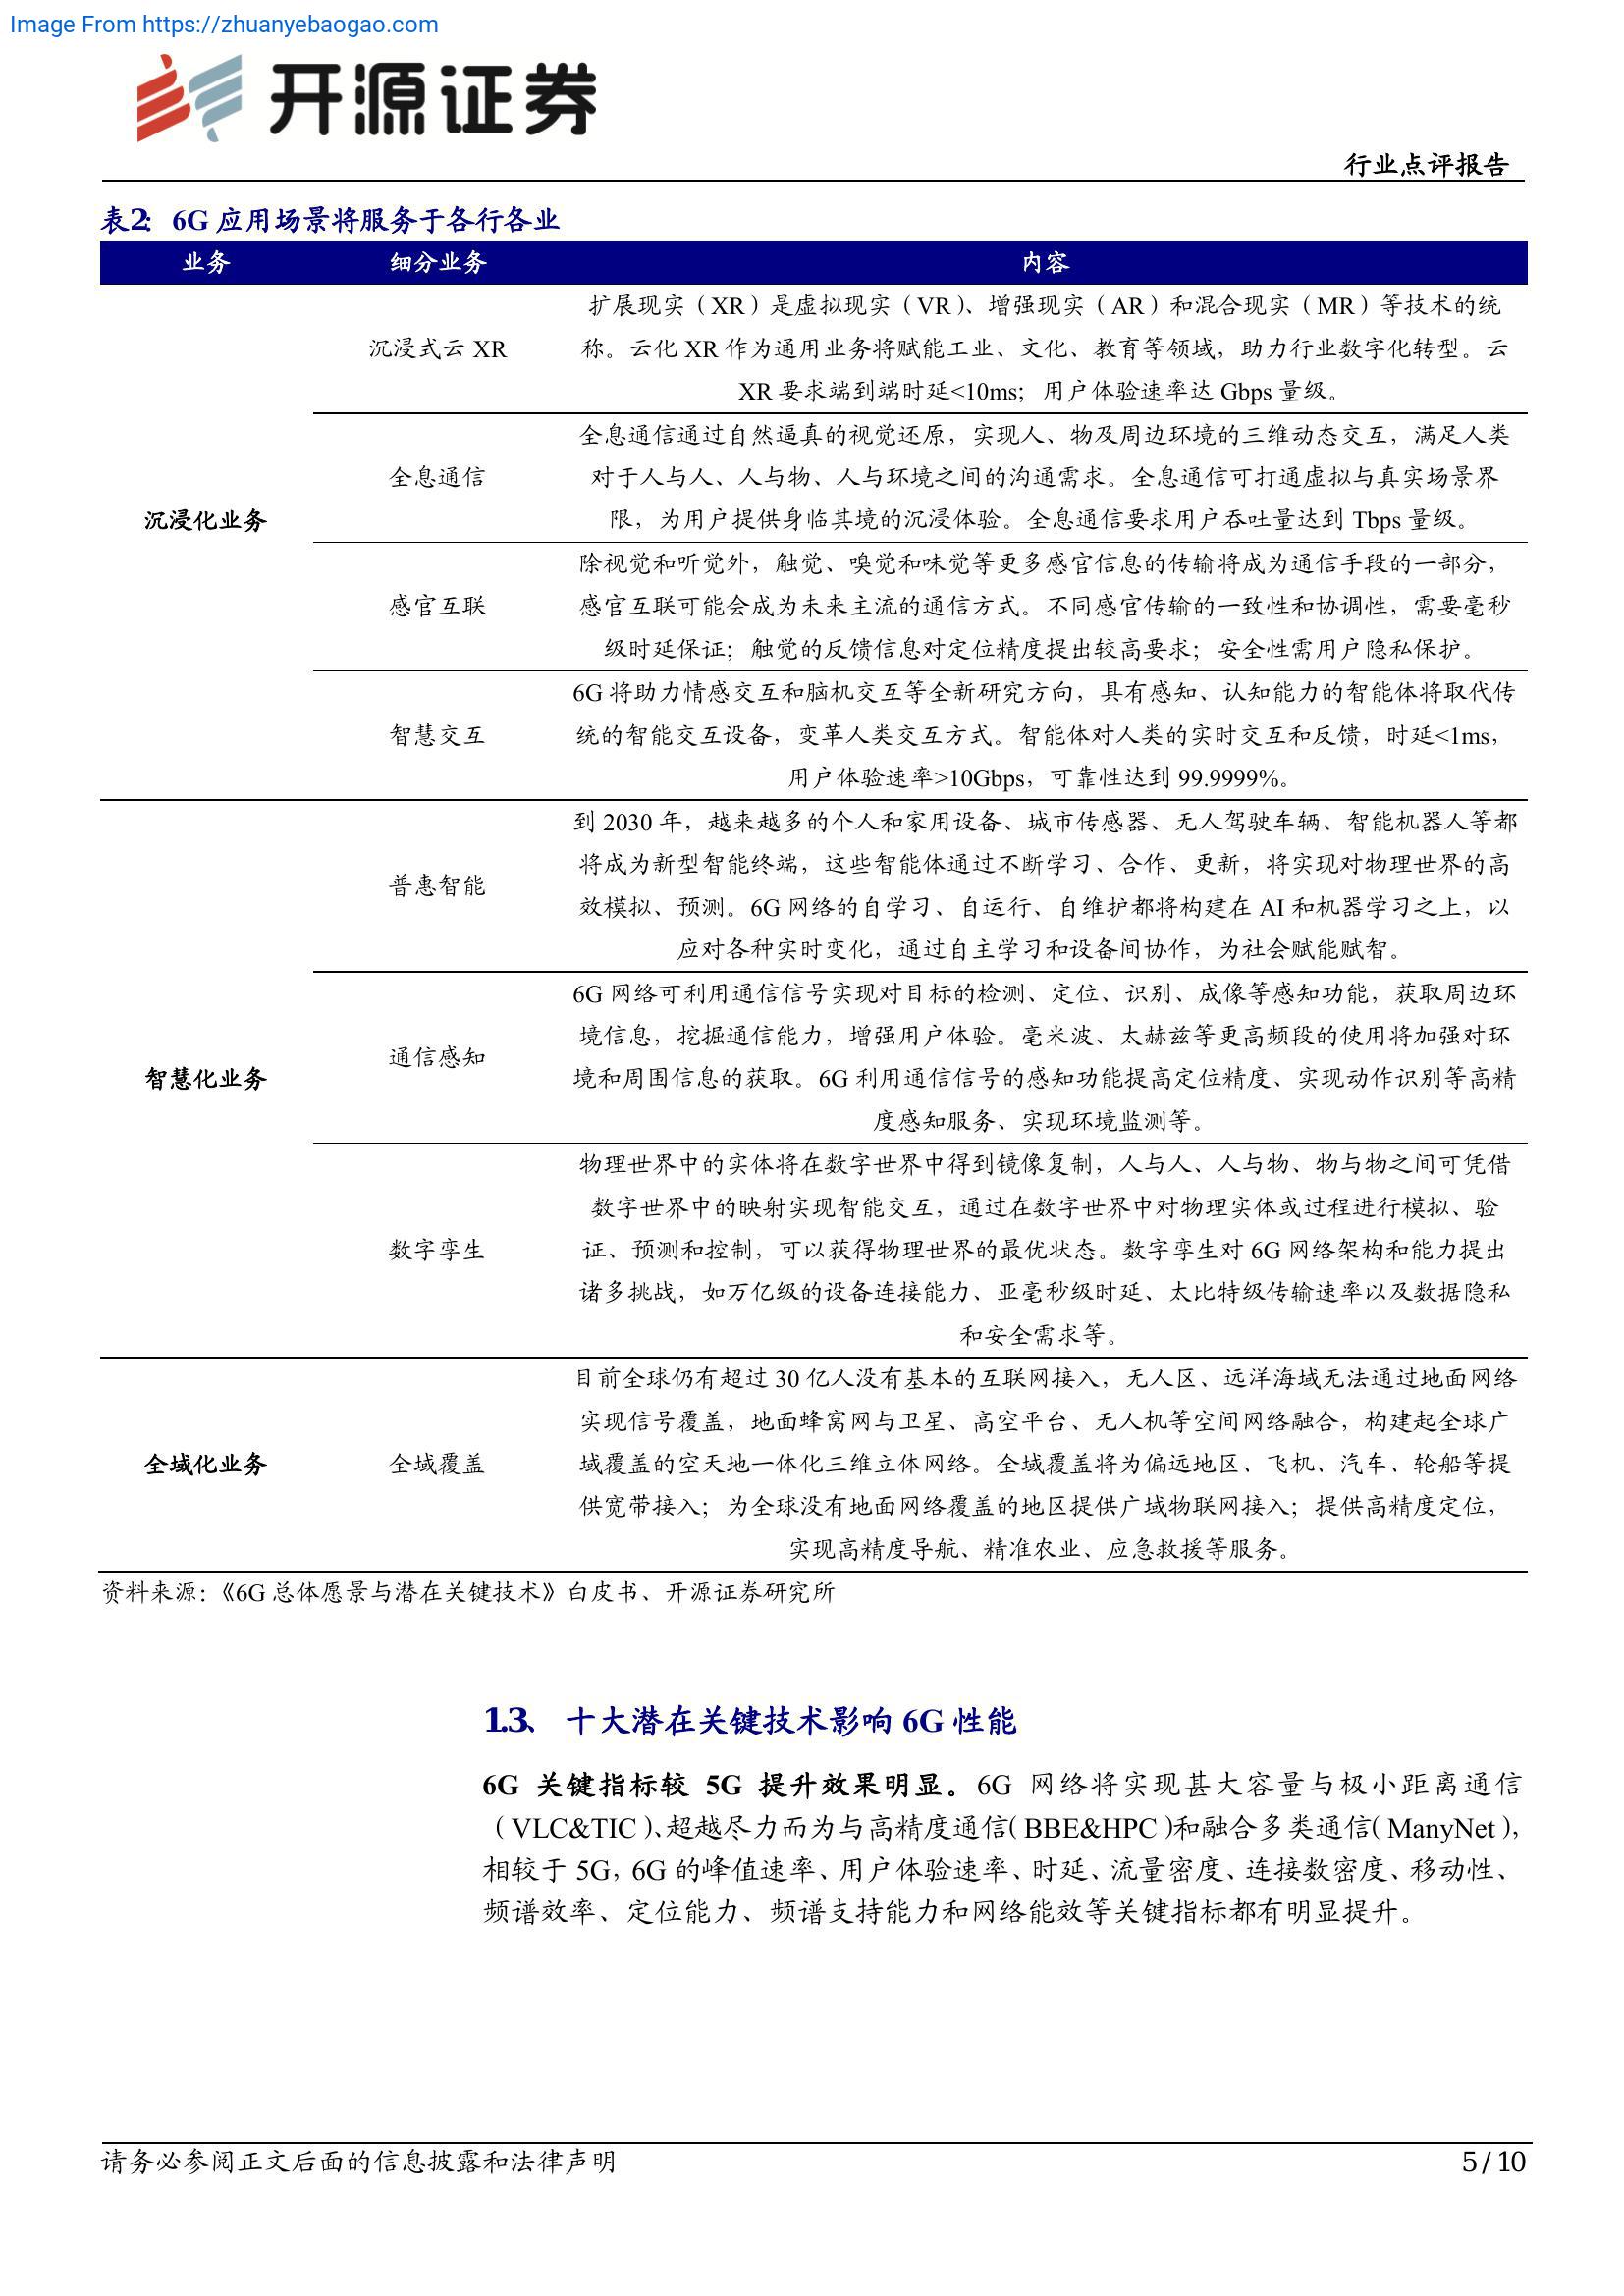 Image From https://zhuanyebaogao.com
开源证券
行业点评报告
表2： 6G 应用场景将服务于各行各业
业务 细分业务 内容
沉浸化业务
沉浸式云 XR
扩展现实（XR）是虚拟现实（VR）、增强现实（AR）和混合现实（MR）等技术的统
称。云化 XR 作为通用业务将赋能工业、文化、教育等领域，助力行业数字化转型。云
XR 要求端到端时延<10ms；用户体验速率达 Gbps 量级。
全息通信
全息通信通过自然逼真的视觉还原，实现人、物及周边环境的三维动态交互，满足人类
对于人与人、人与物、人与环境之间的沟通需求。全息通信可打通虚拟与真实场景界
限，为用户提供身临其境的沉浸体验。全息通信要求用户吞吐量达到 Tbps 量级。
感官互联
除视觉和听觉外，触觉、嗅觉和味觉等更多感官信息的传输将成为通信手段的一部分，
感官互联可能会成为未来主流的通信方式。不同感官传输的一致性和协调性，需要毫秒
级时延保证；触觉的反馈信息对定位精度提出较高要求；安全性需用户隐私保护。
智慧交互
6G 将助力情感交互和脑机交互等全新研究方向，具有感知、认知能力的智能体将取代传
统的智能交互设备，变革人类交互方式。智能体对人类的实时交互和反馈，时延<1ms，
用户体验速率>10Gbps，可靠性达到 99.9999%。
智慧化业务
普惠智能
到 2030 年，越来越多的个人和家用设备、城市传感器、无人驾驶车辆、智能机器人等都
将成为新型智能终端，这些智能体通过不断学习、合作、更新，将实现对物理世界的高
效模拟、预测。6G 网络的自学习、自运行、自维护都将构建在 AI 和机器学习之上，以
应对各种实时变化，通过自主学习和设备间协作，为社会赋能赋智。
通信感知
6G 网络可利用通信信号实现对目标的检测、定位、识别、成像等感知功能，获取周边环
境信息，挖掘通信能力，增强用户体验。毫米波、太赫兹等更高频段的使用将加强对环
境和周围信息的获取。6G 利用通信信号的感知功能提高定位精度、实现动作识别等高精
度感知服务、实现环境监测等。
数字孪生
物理世界中的实体将在数字世界中得到镜像复制，人与人、人与物、物与物之间可凭借
数字世界中的映射实现智能交互，通过在数字世界中对物理实体或过程进行模拟、验
证、预测和控制，可以获得物理世界的最优状态。数字孪生对 6G 网络架构和能力提出
诸多挑战，如万亿级的设备连接能力、亚毫秒级时延、太比特级传输速率以及数据隐私
和安全需求等。
全域化业务
全域覆盖
目前全球仍有超过 30 亿人没有基本的互联网接入，无人区、远洋海域无法通过地面网络
实现信号覆盖，地面蜂窝网与卫星、高空平台、无人机等空间网络融合，构建起全球广
域覆盖的空天地一体化三维立体网络。全域覆盖将为偏远地区、飞机、汽车、轮船等提
供宽带接入；为全球没有地面网络覆盖的地区提供广域物联网接入；提供高精度定位，
实现高精度导航、精准农业、应急救援等服务。
资料来源：《6G 总体愿景与潜在关键技术》白皮书、开源证券研究所
1.3、 十大潜在关键技术影响 6G 性能
6G 关键指标较 5G 提升效果明显。6G 网络将实现甚大容量与极小距离通信
（VLC&TIC）、超越尽力而为与高精度通信（BBE&HPC）和融合多类通信（ManyNet），
相较于 5G，6G 的峰值速率、用户体验速率、时延、流量密度、连接数密度、移动性、
频谱效率、定位能力、频谱支持能力和网络能效等关键指标都有明显提升。
请务必参阅正文后面的信息披露和法律声明
5 / 10